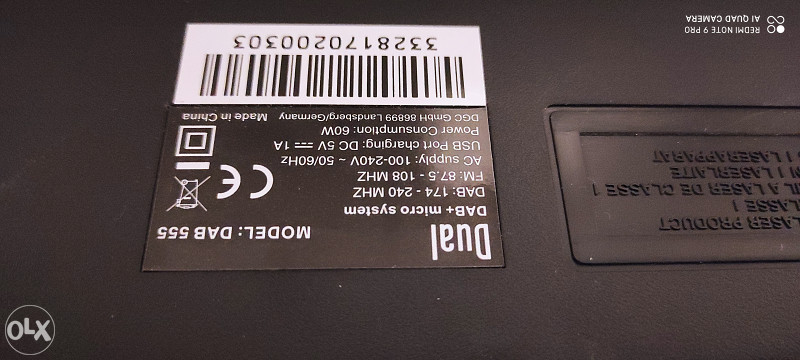 Dual
MODEL: DAB 555
DAB+ micro system
DAB: 174 - 240 MHZ
FM: 87.5 - 108 MHZ
AC supply: 100-240V ~ 50/60Hz
USB Port charging: DC 5V ⎓ 1A
Power Consumption: 60W
DGC GmbH 86899 Landsberg/Germany
Made in China
CE
3328170200303
LASER PRODUCT
1
LASER DE CLASSE 1
1 LASERLAITE
1 LASERAPPARAT
REDMI NOTE 9 PRO
AI QUAD CAMERA
OLX